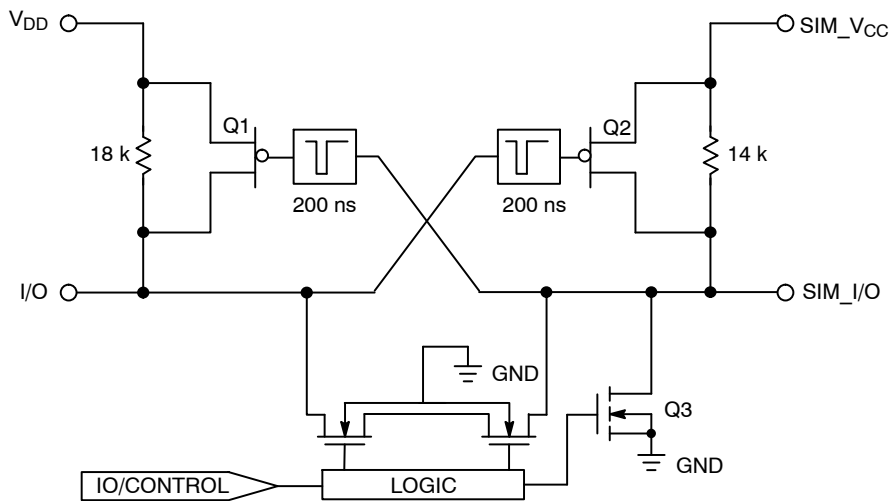 VDD
SIM_VCC
Q1
Q2
18 k
14 k
200 ns
200 ns
I/O
SIM_I/O
GND
Q3
GND
IO/CONTROL
LOGIC